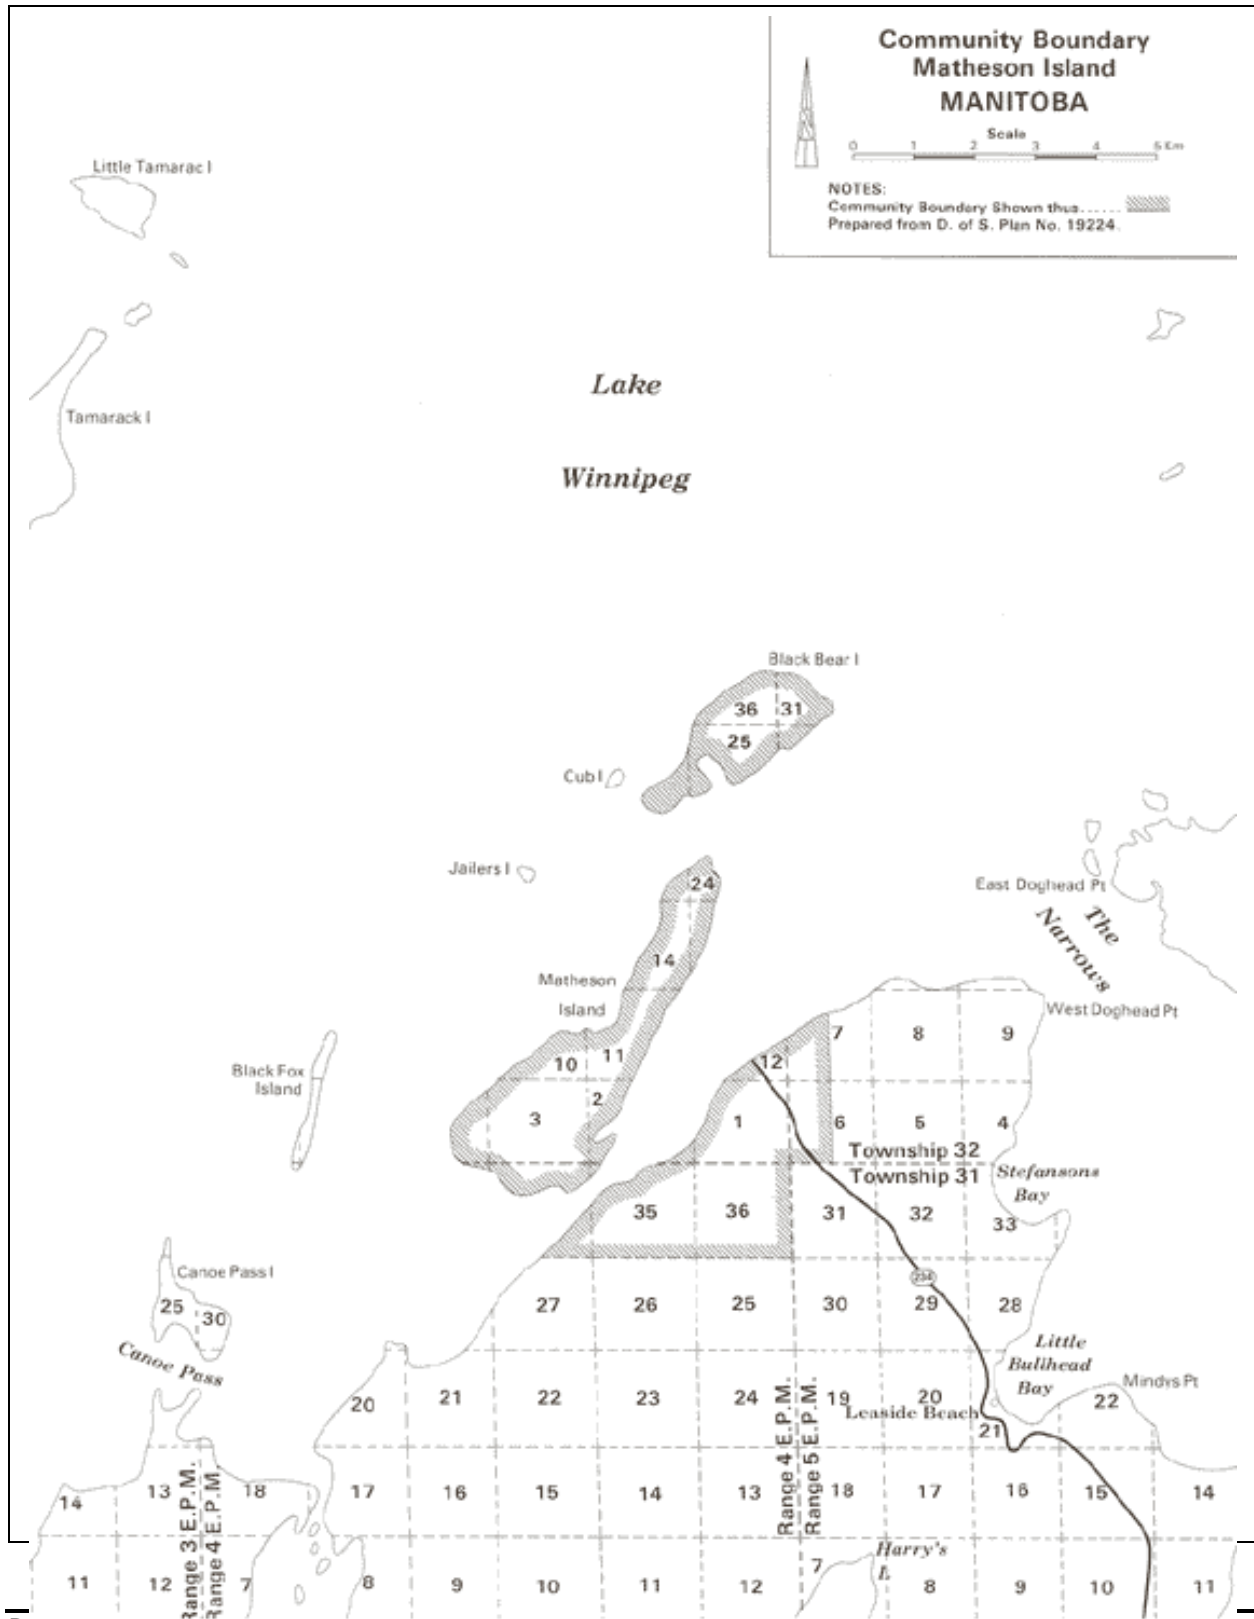 Community Boundary
Matheson Island
MANITOBA
Scale
0 1 2 3 4 5 Km
NOTES:
Community Boundary Shown thus......
Prepared from D. of S. Plan No. 19224.
Little Tamarac I
Tamarack I
Lake
Winnipeg
Black Bear I
36 31
25
Cub I
Jailers I
24
East Doghead Pt
The
Narrows
14
Matheson
Island
West Doghead Pt
7 8 9
10 11
12
Black Fox
Island
2
3
1
6 5 4
Township 32
Township 31
Stefansons
Bay
35 36 31 32 33
Canoe Pass I
25 30
Canoe Pass
27 26 25 30 29 28
234
Little
Bullhead
Bay
Mindys Pt
20 21 22 23 24 19 20
22
Leaside Beach
21
Range 4 E.P.M.
Range 5 E.P.M.
14 13 18 17 16 15 14 13 18 17 16 15 14
Range 3 E.P.M.
Range 4 E.P.M.
Harry's
L
11 12 7 8 9 10 11 12 7 8 9 10 11